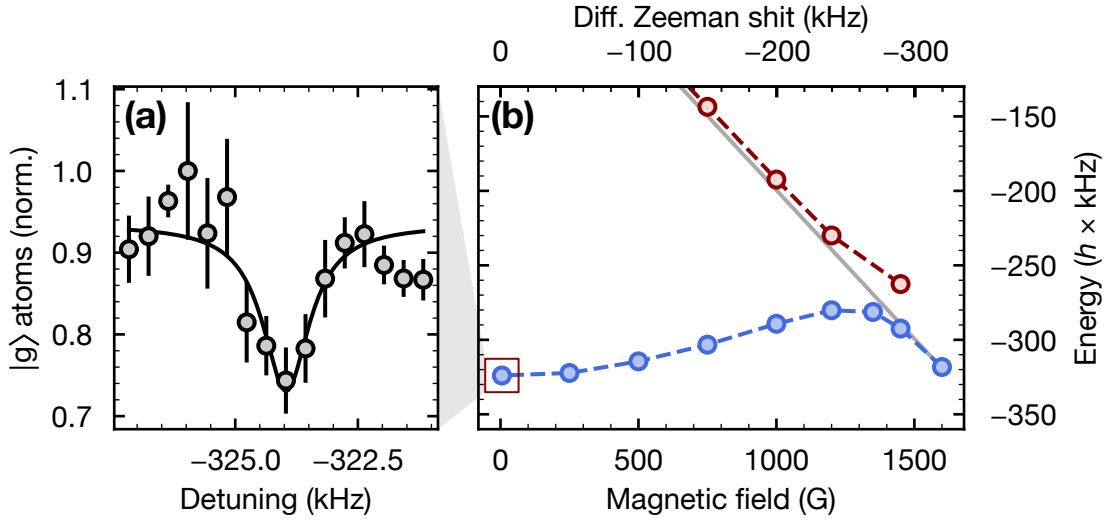 Diff. Zeeman shit (kHz)
0 −100 −200 −300
(a)
1.1
1.0
0.9
0.8
0.7
|g⟩ atoms (norm.)
−325.0 −322.5
Detuning (kHz)
(b)
−150
−200
−250
−300
−350
Energy (h × kHz)
0 500 1000 1500
Magnetic field (G)